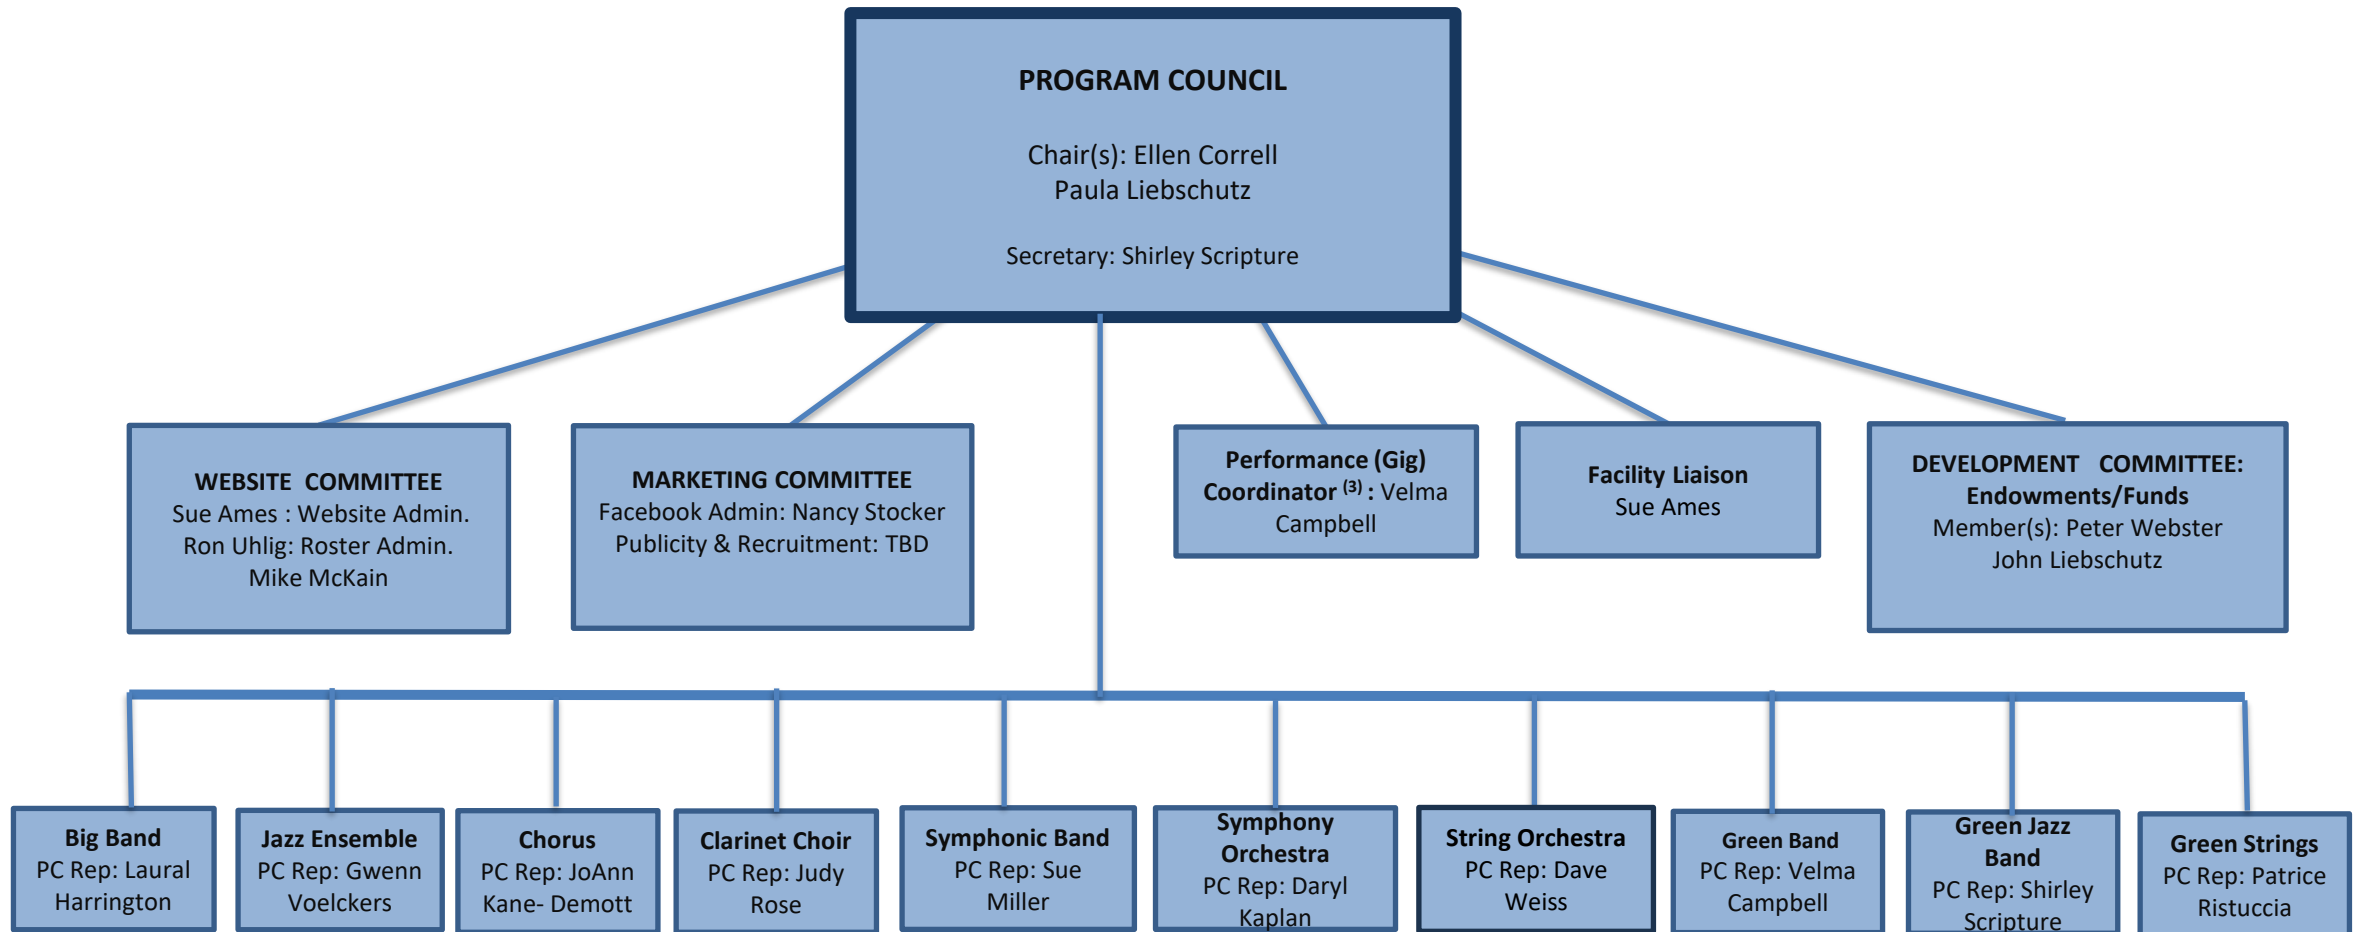 PROGRAM COUNCIL
Chair(s): Ellen Correll
Paula Liebschutz
Secretary: Shirley Scripture
WEBSITE COMMITTEE
Sue Ames : Website Admin.
Ron Uhlig: Roster Admin.
Mike McKain
MARKETING COMMITTEE
Facebook Admin: Nancy Stocker
Publicity & Recruitment: TBD
Performance (Gig)
Coordinator (3) : Velma
Campbell
Facility Liaison
Sue Ames
DEVELOPMENT COMMITTEE:
Endowments/Funds
Member(s): Peter Webster
John Liebschutz
Big Band
PC Rep: Laural
Harrington
Jazz Ensemble
PC Rep: Gwenn
Voelckers
Chorus
PC Rep: JoAnn
Kane- Demott
Clarinet Choir
PC Rep: Judy
Rose
Symphonic Band
PC Rep: Sue
Miller
Symphony
Orchestra
PC Rep: Daryl
Kaplan
String Orchestra
PC Rep: Dave
Weiss
Green Band
PC Rep: Velma
Campbell
Green Jazz
Band
PC Rep: Shirley
Scripture
Green Strings
PC Rep: Patrice
Ristuccia